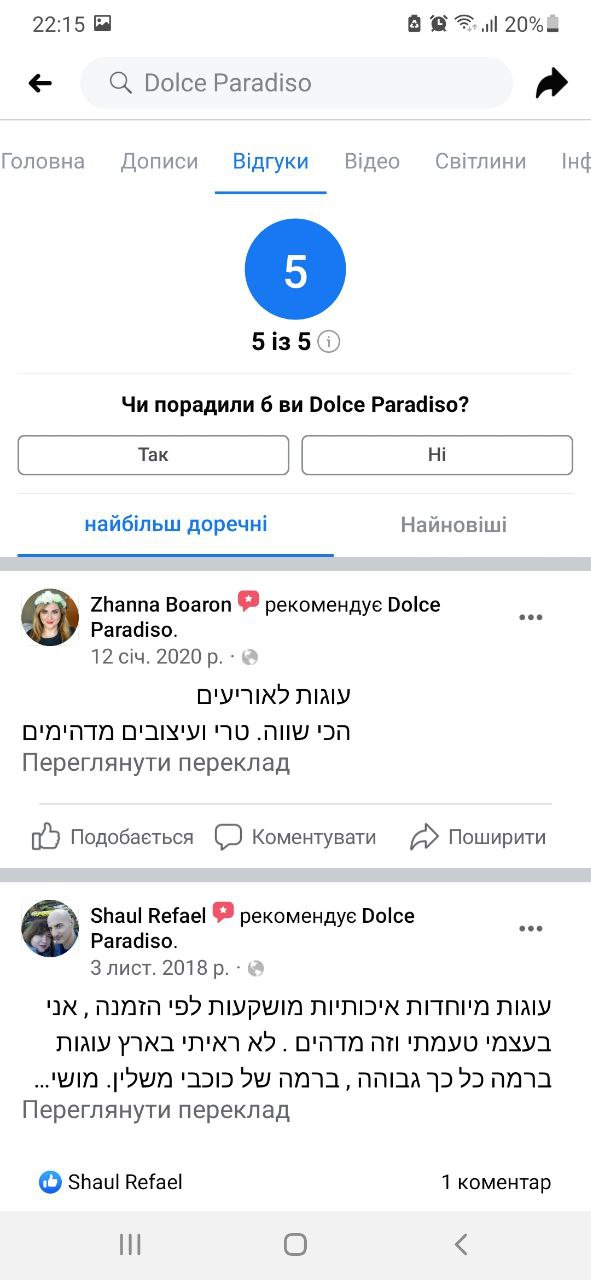 22:15 20%
Dolce Paradiso
Головна Дописи Відгуки Відео Світлини Інф
5
5 із 5
Чи порадили б ви Dolce Paradiso?
Так Ні
найбільш доречні Найновіші
Zhanna Boaron рекомендує Dolce
Paradiso.
12 січ. 2020 р. ·
עוגות לאוריעים
הכי שווה. טרי ועיצובים מדהימים
Переглянути переклад
Подобається Коментувати Поширити
Shaul Refael рекомендує Dolce
Paradiso.
3 лист. 2018 р. ·
עוגות מיוחדות איכותיות מושקעות לפי הזמנה , אני
בעצמי טעמתי וזה מדהים . לא ראיתי בארץ עוגות
ברמה כל כך גבוהה , ברמה של כוכבי משלין. מושי...
Переглянути переклад
Shaul Refael 1 коментар